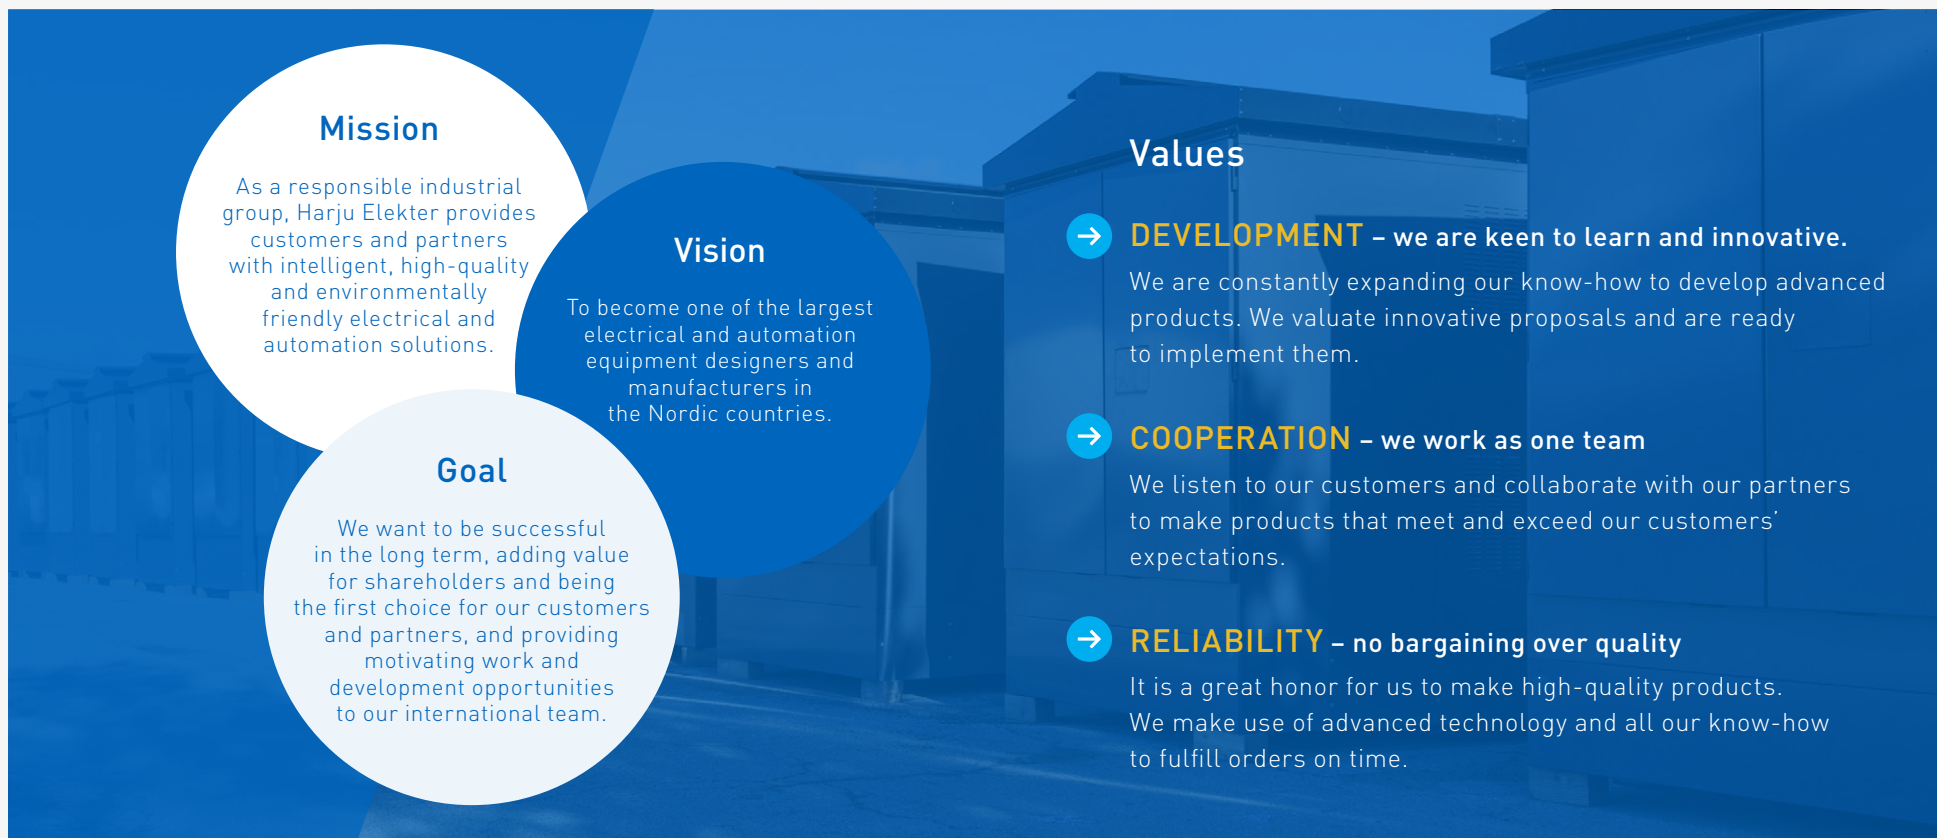 Mission
As a responsible industrial
group, Harju Elekter provides
customers and partners
with intelligent, high-quality
and environmentally
friendly electrical and
automation solutions.
Vision
To become one of the largest
electrical and automation
equipment designers and
manufacturers in
the Nordic countries.
Goal
We want to be successful
in the long term, adding value
for shareholders and being
the first choice for our customers
and partners, and providing
motivating work and
development opportunities
to our international team.
Values
DEVELOPMENT – we are keen to learn and innovative.
We are constantly expanding our know-how to develop advanced
products. We valuate innovative proposals and are ready
to implement them.
COOPERATION – we work as one team
We listen to our customers and collaborate with our partners
to make products that meet and exceed our customers’
expectations.
RELIABILITY – no bargaining over quality
It is a great honor for us to make high-quality products.
We make use of advanced technology and all our know-how
to fulfill orders on time.